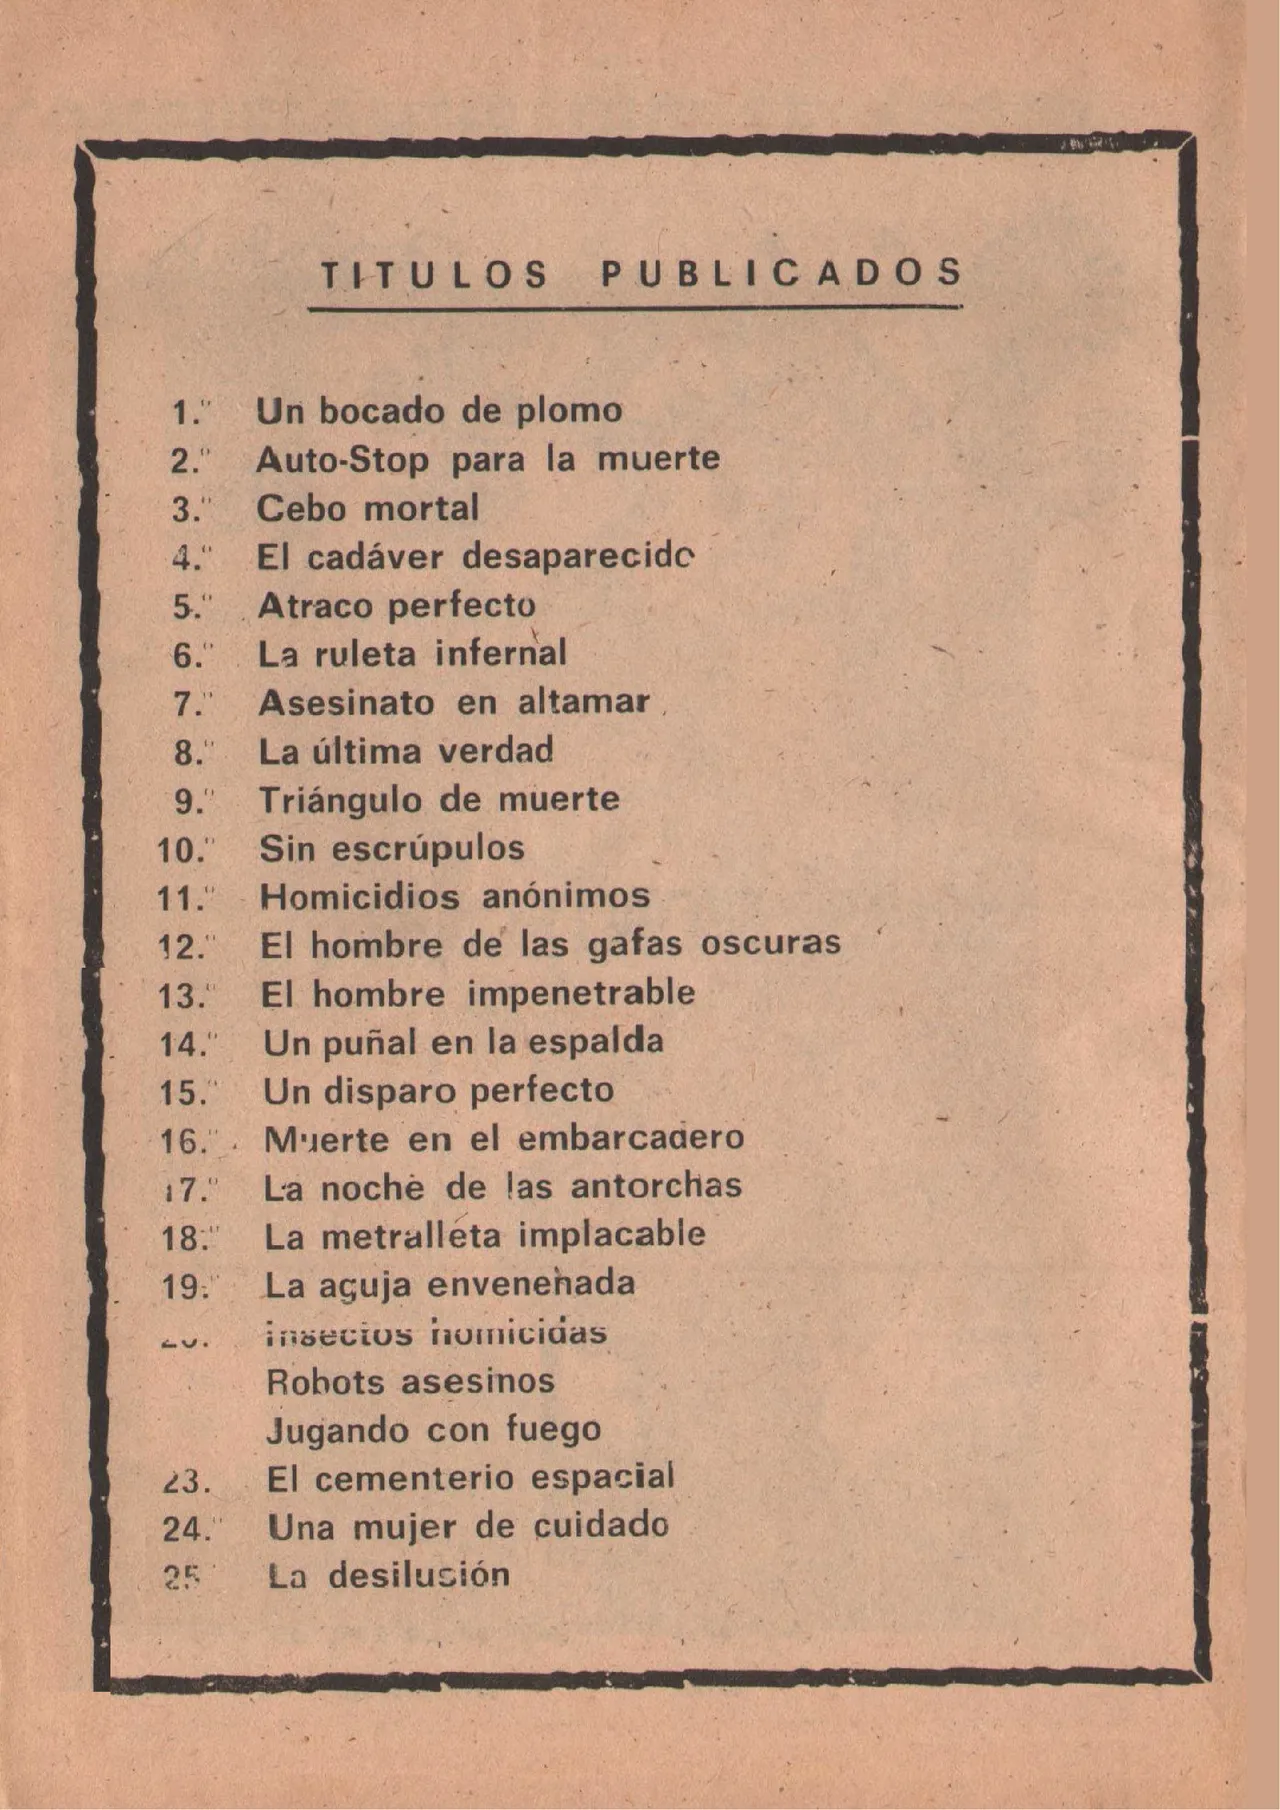 TITULOS PUBLICADOS
1." Un bocado de plomo
2." Auto-Stop para la muerte
3." Cebo mortal
4." El cadáver desaparecido
5." Atraco perfecto
6." La ruleta infernal
7." Asesinato en altamar
8." La última verdad
9." Triángulo de muerte
10." Sin escrúpulos
11." Homicidios anónimos
12." El hombre de las gafas oscuras
13." El hombre impenetrable
14." Un puñal en la espalda
15." Un disparo perfecto
16." Muerte en el embarcadero
17." La noche de las antorchas
18." La metralleta implacable
19." La aguja envenenada
20. Insectos homicidas
Robots asesinos
Jugando con fuego
23. El cementerio espacial
24." Una mujer de cuidado
25 La desilusión